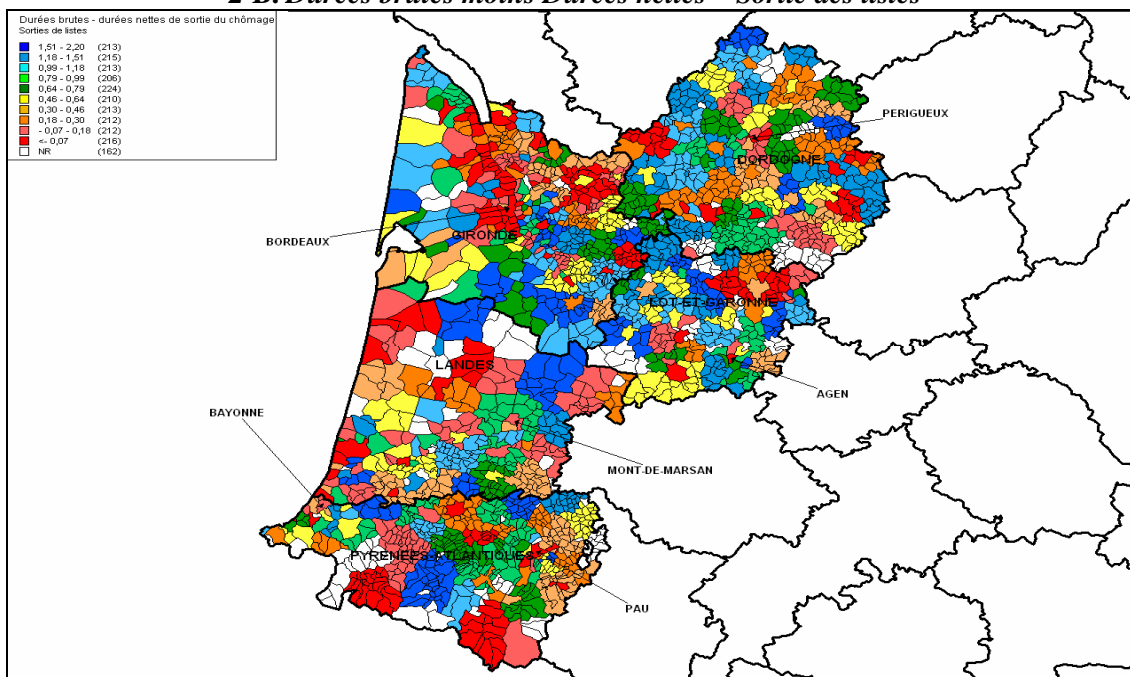 2-B. Durées brutes moins Durées nettes – Sortie des listes
Durées brutes - durées nettes de sortie du chômage
Sorties de listes
1,51 - 2,20 (213)
1,18 - 1,51 (215)
0,99 - 1,18 (213)
0,79 - 0,99 (206)
0,64 - 0,79 (224)
0,46 - 0,64 (210)
0,30 - 0,46 (213)
0,18 - 0,30 (212)
- 0,07 - 0,18 (212)
<- 0,07 (216)
NR (162)
PERIGUEUX
DORDOGNE
BORDEAUX
GIRONDE
LOT-ET-GARONNE
LANDES
AGEN
BAYONNE
MONT-DE-MARSAN
PYRENEES-ATLANTIQUES
PAU